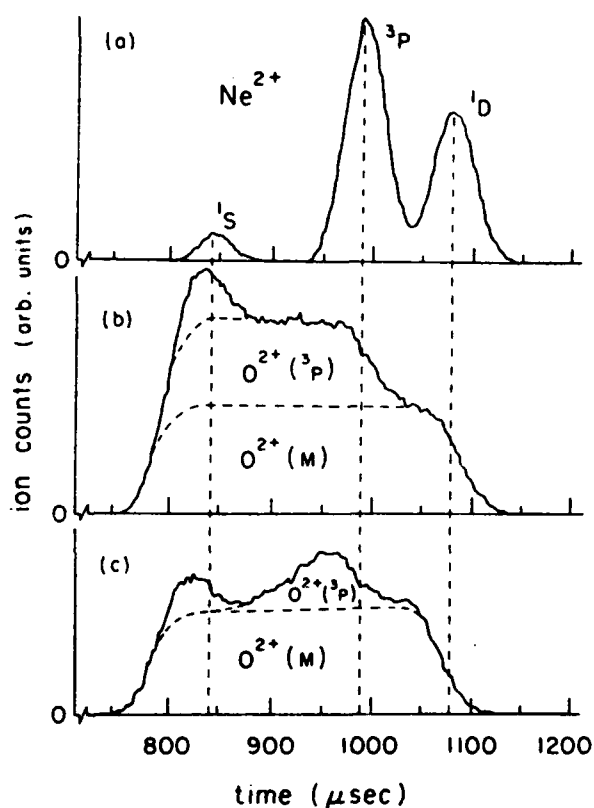 (a)
³P
Ne²⁺
¹D
¹S
0
(b)
O²⁺(³P)
O²⁺(M)
0
(c)
O²⁺(³P)
O²⁺(M)
0
800 900 1000 1100 1200
time (μsec)
ion counts (arb. units)